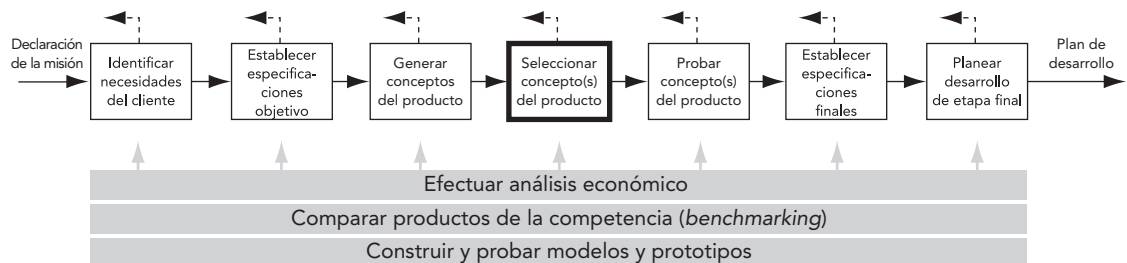 Declaración
de la misión
Identificar
necesidades
del cliente
Establecer
especifica-
ciones
objetivo
Generar
conceptos
del producto
Seleccionar
concepto(s)
del producto
Probar
concepto(s)
del producto
Establecer
especifica-
ciones
finales
Planear
desarrollo
de etapa final
Plan de
desarrollo
Efectuar análisis económico
Comparar productos de la competencia (benchmarking)
Construir y probar modelos y prototipos